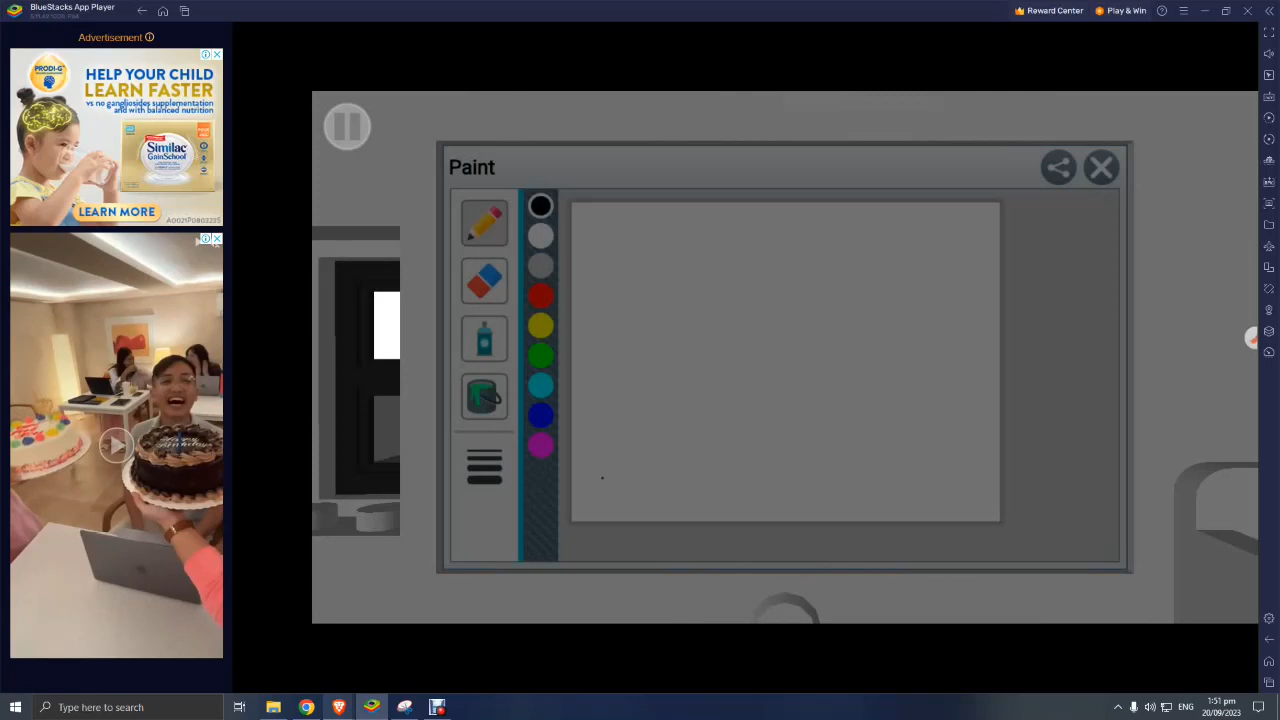 BlueStacks App Player
Reward Center
Play & Win
Advertisement
PRODI-G
HELP YOUR CHILD
LEARN FASTER
vs no gangliosides supplementation
and with balanced nutrition
Similac
GainSchool
LEARN MORE
Paint
Type here to search
ENG
1:51 pm
20/09/2023